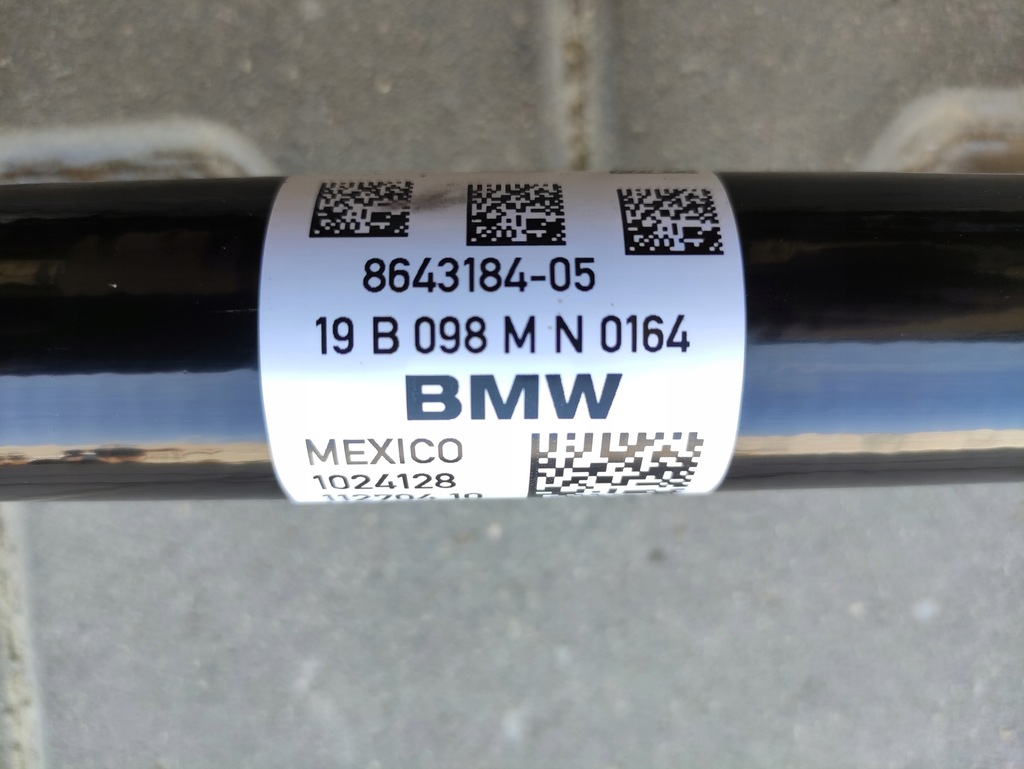 8643184-05
19 B 098 M N 0164
BMW
MEXICO
1024128